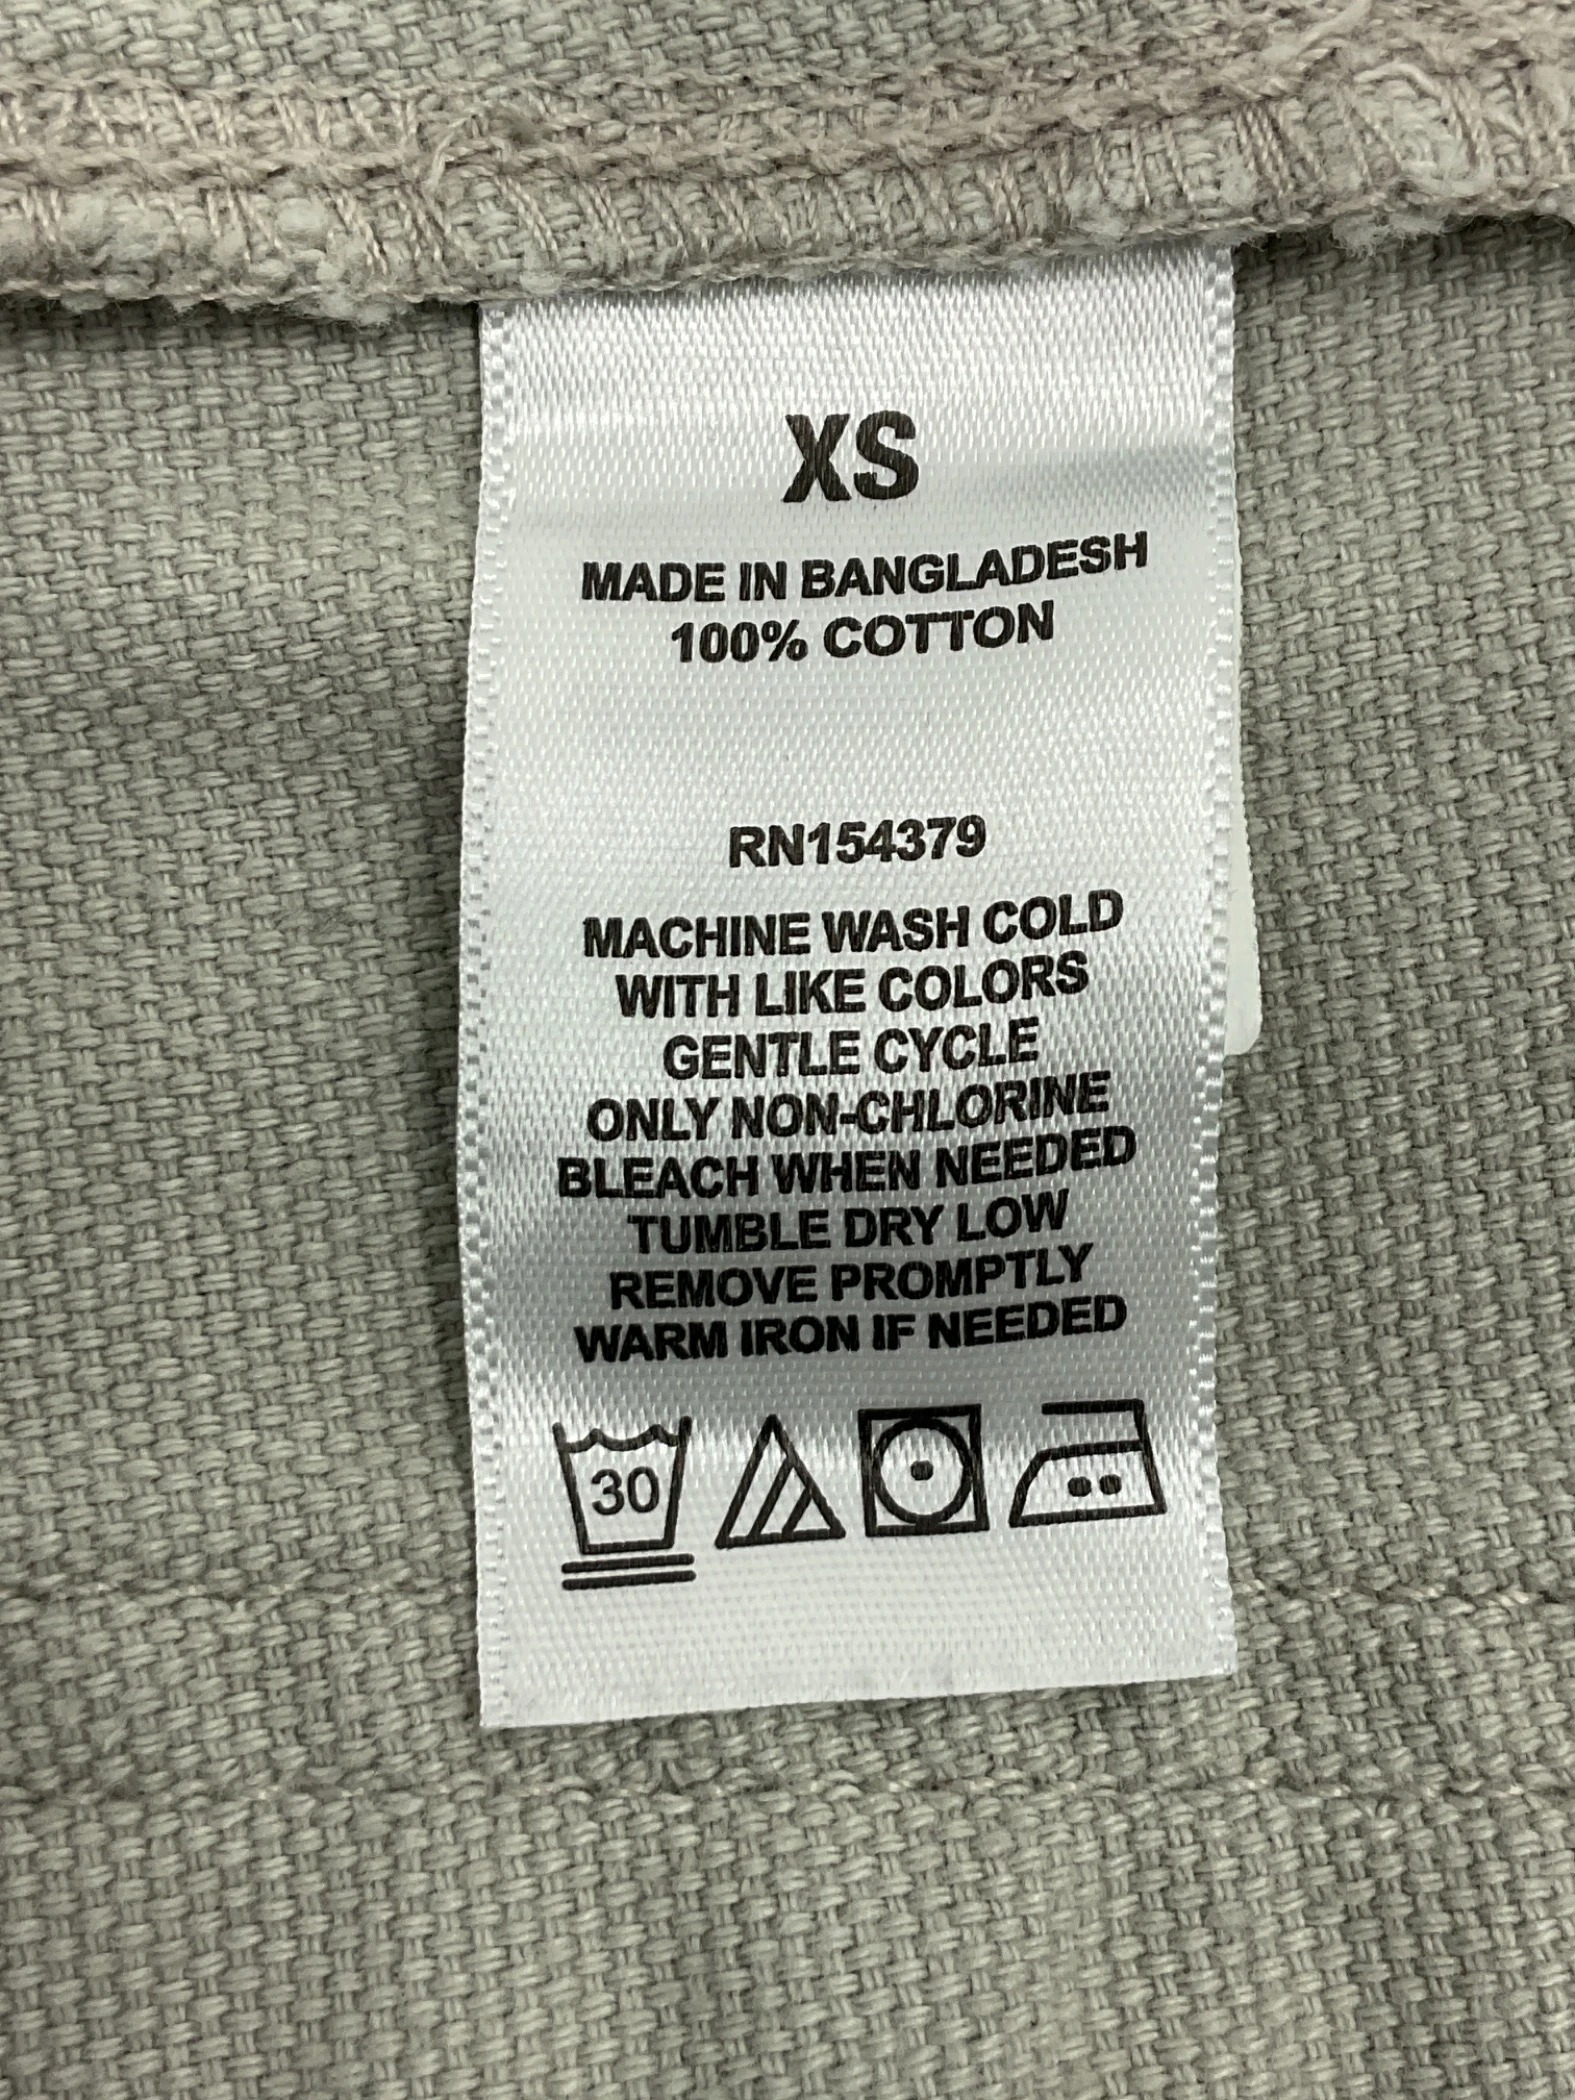 XS
MADE IN BANGLADESH
100% COTTON
RN154379
MACHINE WASH COLD
WITH LIKE COLORS
GENTLE CYCLE
ONLY NON-CHLORINE
BLEACH WHEN NEEDED
TUMBLE DRY LOW
REMOVE PROMPTLY
WARM IRON IF NEEDED
30